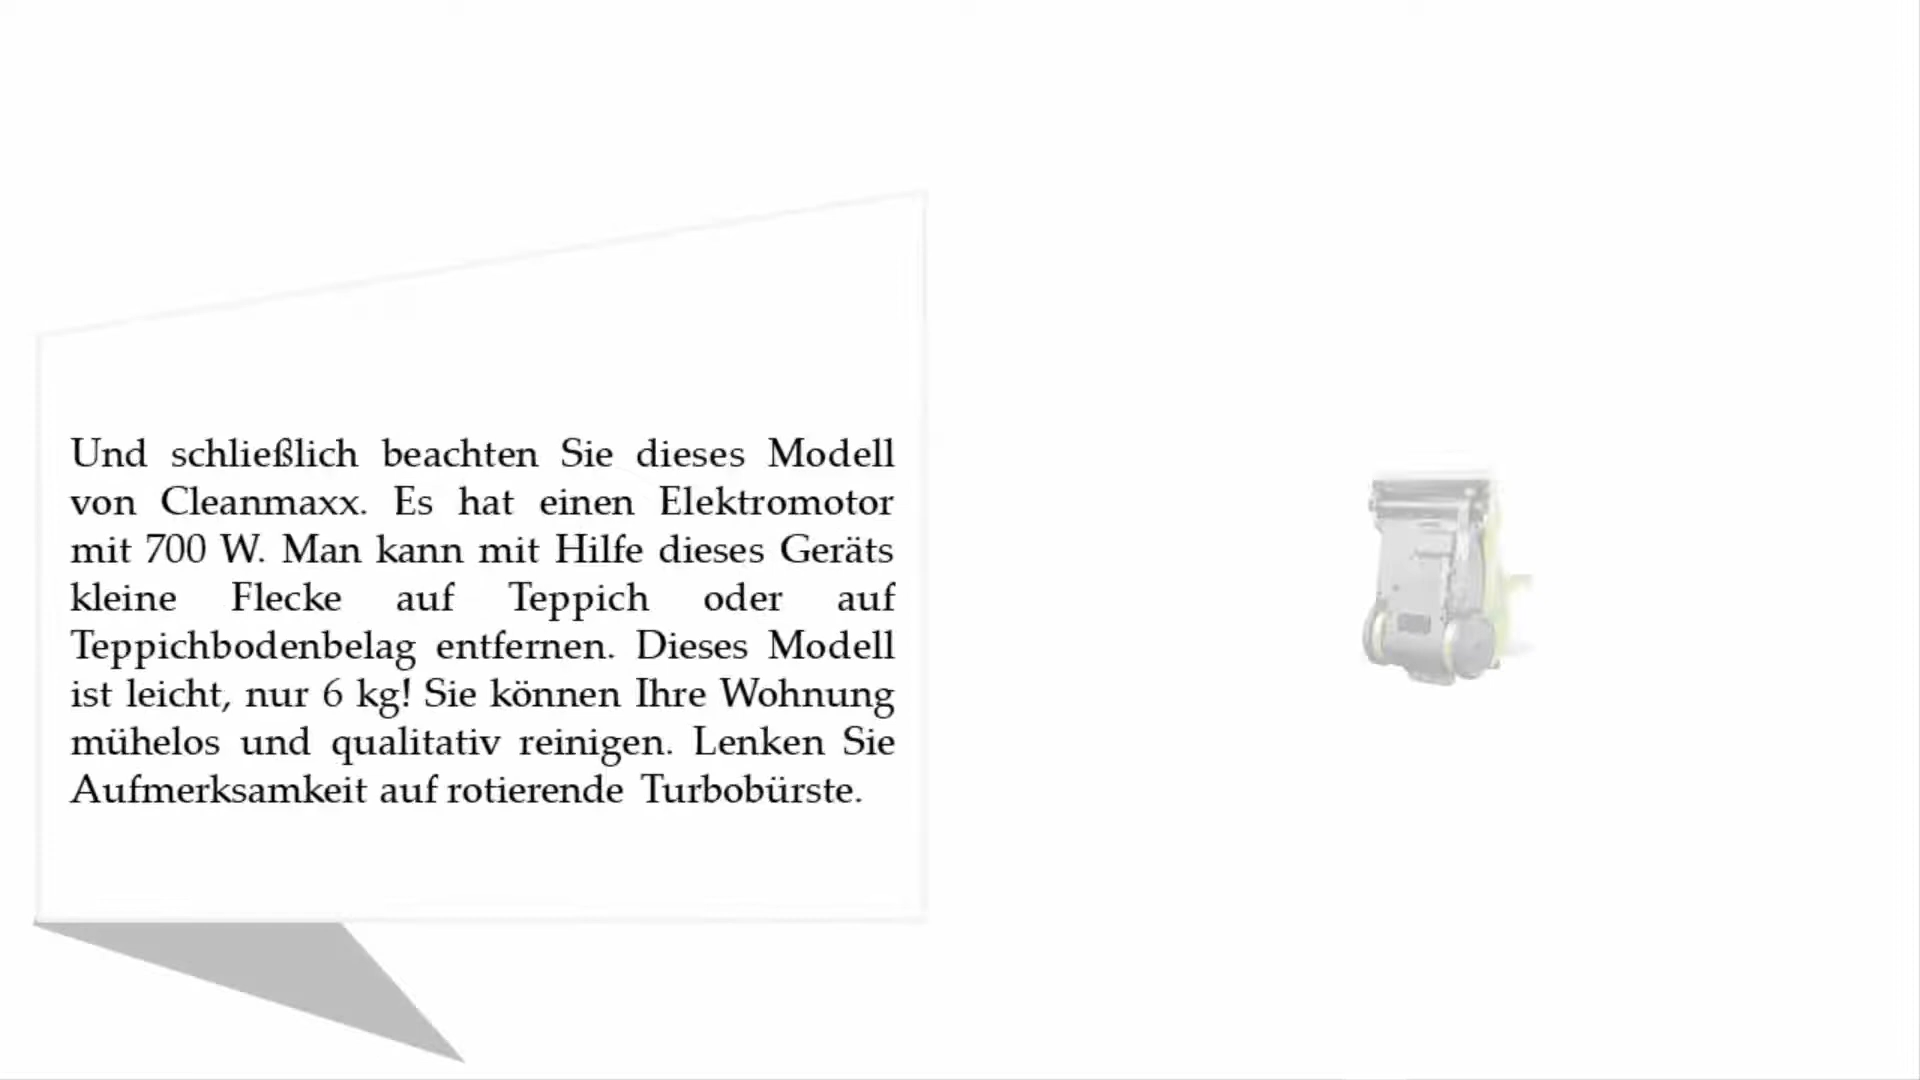 Und schließlich beachten Sie dieses Modell
von Cleanmaxx. Es hat einen Elektromotor
mit 700 W. Man kann mit Hilfe dieses Geräts
kleine Flecke auf Teppich oder auf
Teppichbodenbelag entfernen. Dieses Modell
ist leicht, nur 6 kg! Sie können Ihre Wohnung
mühelos und qualitativ reinigen. Lenken Sie
Aufmerksamkeit auf rotierende Turbobürste.